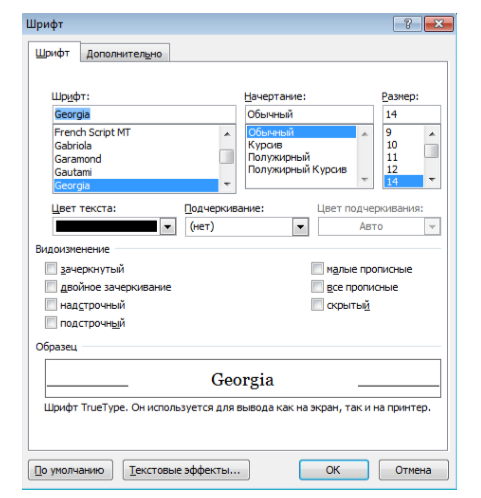 Шрифт
Шрифт Дополнительно
Шрифт: Начертание: Размер:
Georgia Обычный 14
French Script MT Обычный 9
Gabriola Курсив 10
Garamond Полужирный 11
Gautami Полужирный Курсив 12
Georgia 14
Цвет текста: Подчеркивание: Цвет подчеркивания:
(нет) Авто
Видоизменение
зачеркнутый малые прописные
двойное зачеркивание все прописные
надстрочный скрытый
подстрочный
Образец
Georgia
Шрифт TrueType. Он используется для вывода как на экран, так и на принтер.
По умолчанию Текстовые эффекты... ОК Отмена